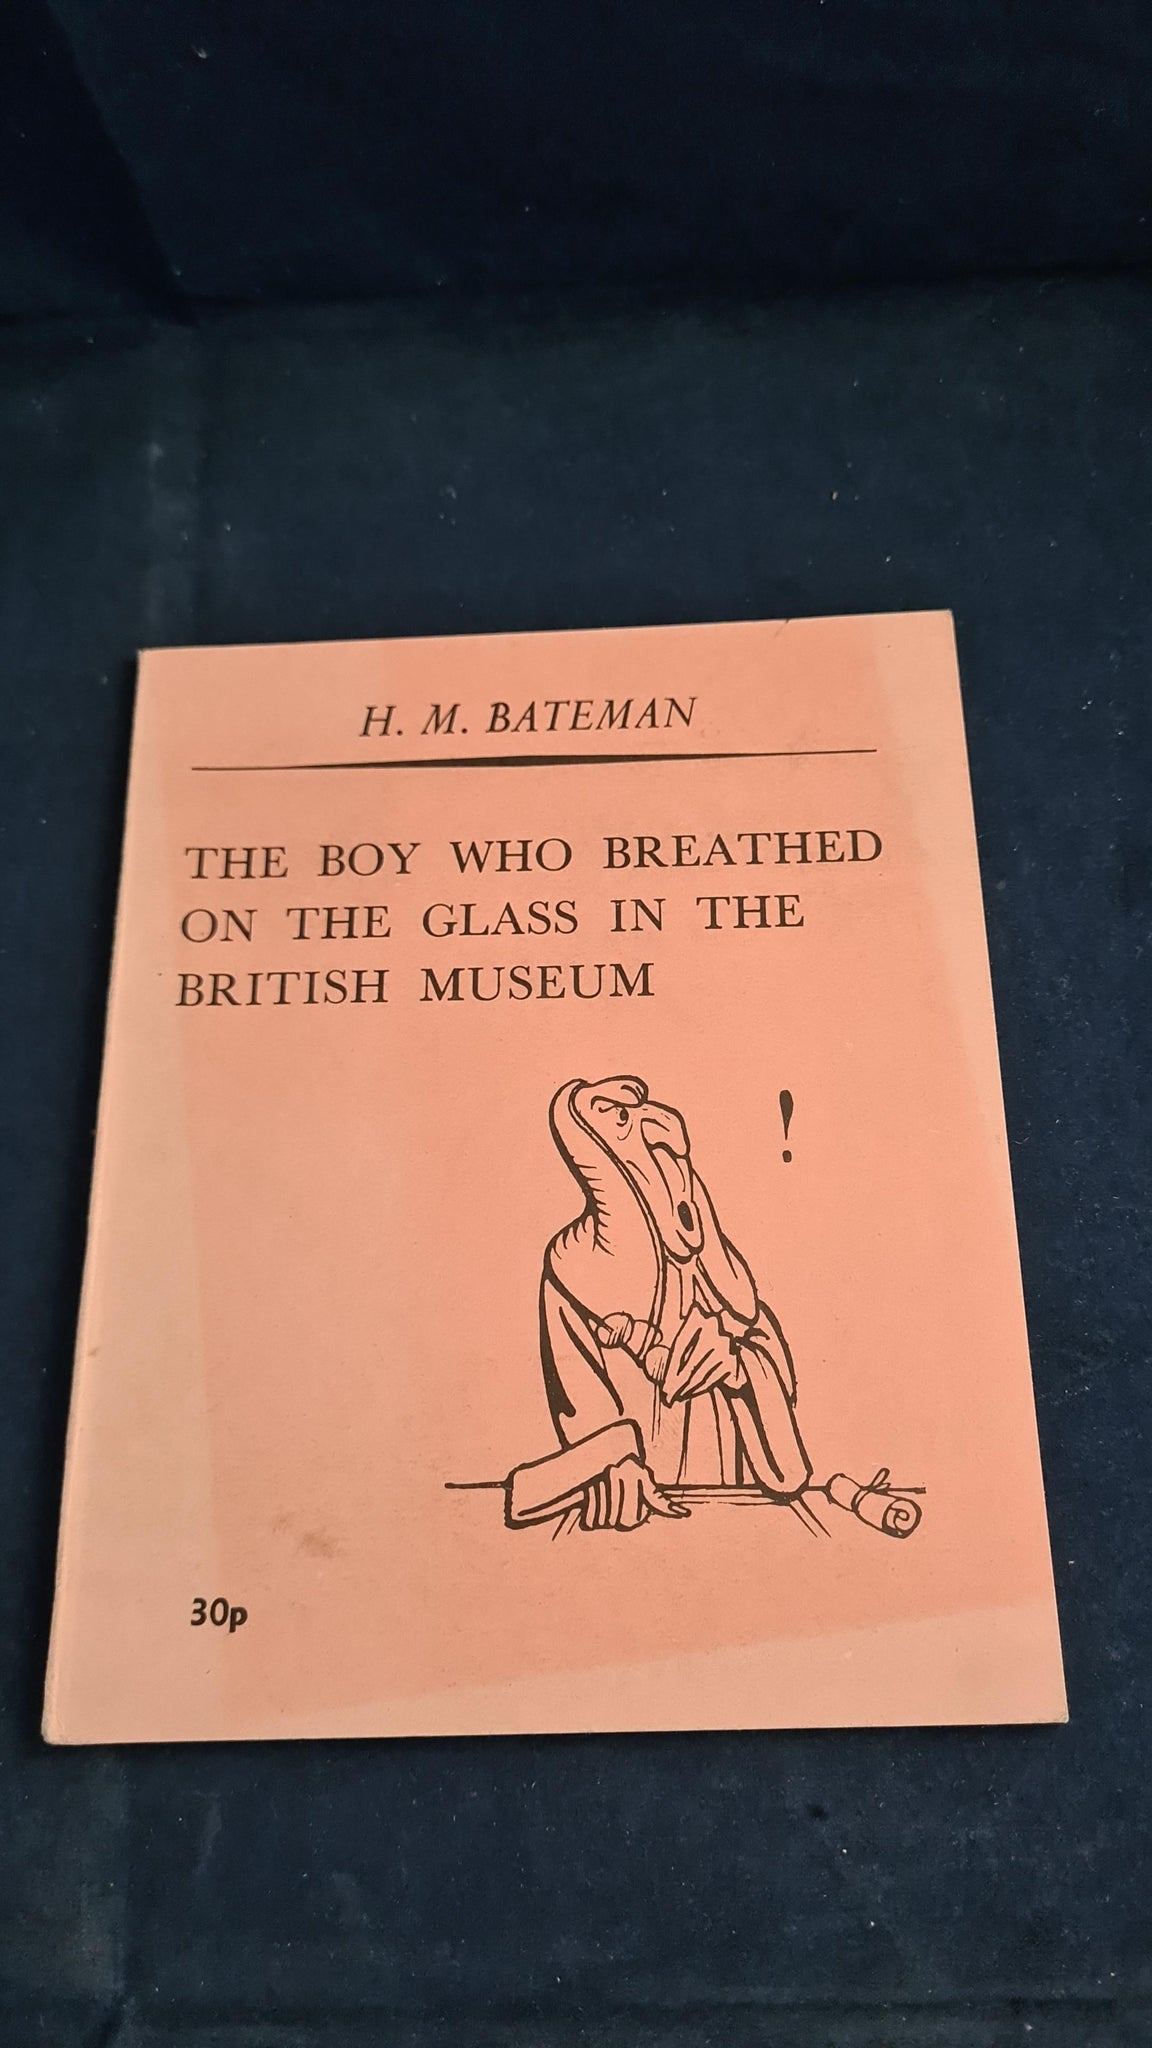 H. M. BATEMAN
THE BOY WHO BREATHED
ON THE GLASS IN THE
BRITISH MUSEUM
!
30p